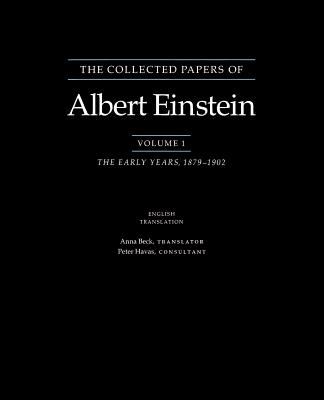 THE COLLECTED PAPERS OF
Albert Einstein
VOLUME 1
THE EARLY YEARS, 1879–1902
ENGLISH
TRANSLATION
Anna Beck, TRANSLATOR
Peter Havas, CONSULTANT